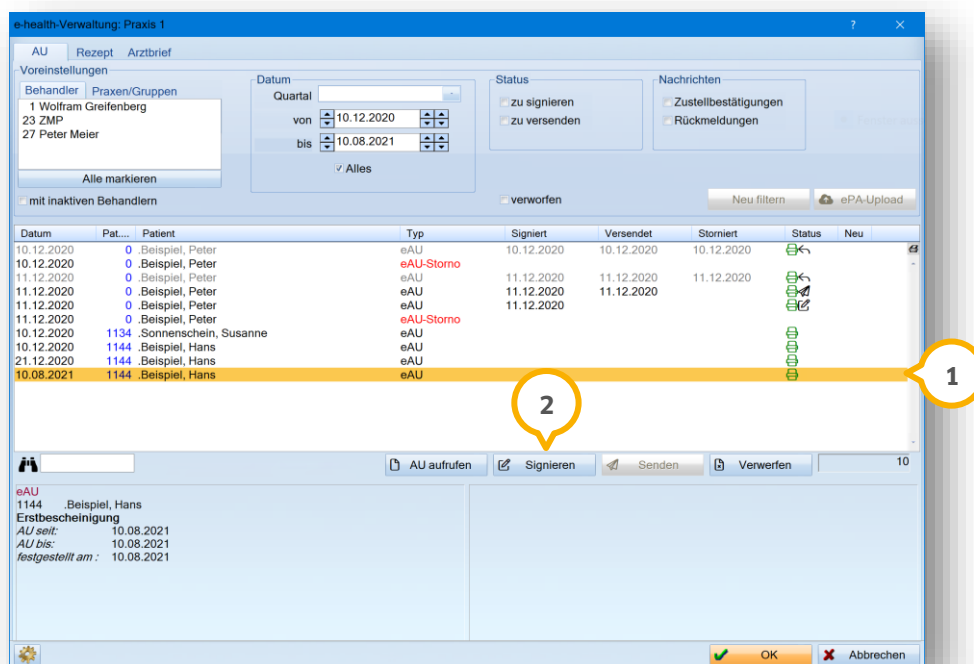 e-health-Verwaltung: Praxis 1 ? ×
AU Rezept Arztbrief
Voreinstellungen
Behandler Praxen/Gruppen
1 Wolfram Greifenberg
23 ZMP
27 Peter Meier
Alle markieren
mit inaktiven Behandlern
Datum
Quartal
von 10.12.2020
bis 10.08.2021
Alles
Status
zu signieren
zu versenden
verworfen
Nachrichten
Zustellbestätigungen
Rückmeldungen
Neu filtern ePA-Upload
Datum Pat.... Patient Typ Signiert Versendet Storniert Status Neu
10.12.2020 0 .Beispiel, Peter eAU 10.12.2020 10.12.2020 10.12.2020
10.12.2020 0 .Beispiel, Peter eAU-Storno
11.12.2020 0 .Beispiel, Peter eAU 11.12.2020 11.12.2020 11.12.2020
11.12.2020 0 .Beispiel, Peter eAU 11.12.2020 11.12.2020
11.12.2020 0 .Beispiel, Peter eAU 11.12.2020
11.12.2020 0 .Beispiel, Peter eAU-Storno
10.12.2020 1134 .Sonnenschein, Susanne eAU
10.12.2020 1144 .Beispiel, Hans eAU
21.12.2020 1144 .Beispiel, Hans eAU
10.08.2021 1144 .Beispiel, Hans eAU
1
2
AU aufrufen Signieren Senden Verwerfen 10
eAU
1144 .Beispiel, Hans
Erstbescheinigung
AU seit: 10.08.2021
AU bis: 10.08.2021
festgestellt am : 10.08.2021
OK Abbrechen